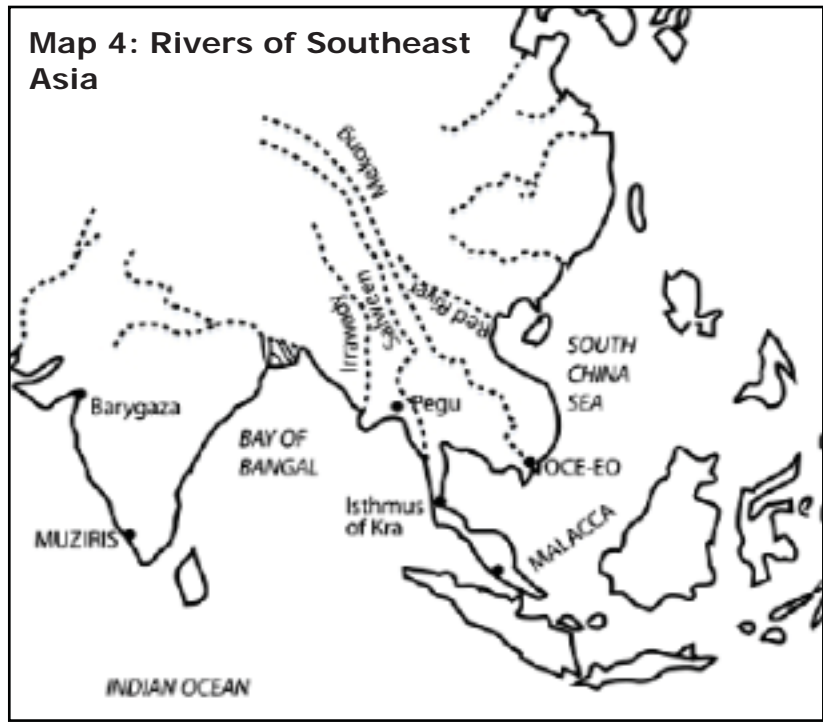 Map 4: Rivers of Southeast
Asia
Mekong
Salween
Irrawady
Red River
SOUTH
CHINA
SEA
Barygaza
Pegu
BAY OF
BANGAL
OCE-EO
Isthmus
of Kra
MUZIRIS
MALACCA
INDIAN OCEAN